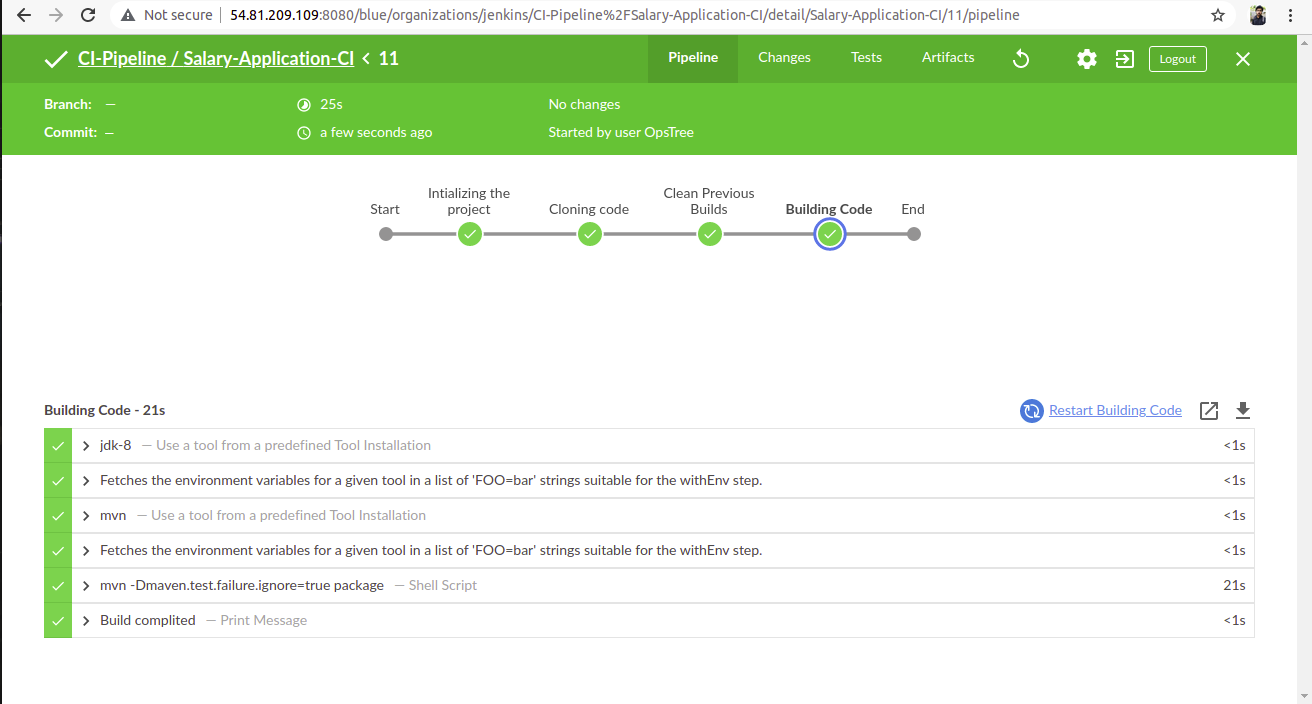 Not secure | 54.81.209.109:8080/blue/organizations/jenkins/CI-Pipeline%2FSalary-Application-CI/detail/Salary-Application-CI/11/pipeline
CI-Pipeline / Salary-Application-CI < 11 Pipeline Changes Tests Artifacts Logout
Branch: — 25s No changes
Commit: — a few seconds ago Started by user OpsTree
Intializing the Clean Previous
Start project Cloning code Builds Building Code End
Building Code - 21s Restart Building Code
jdk-8 — Use a tool from a predefined Tool Installation <1s
Fetches the environment variables for a given tool in a list of 'FOO=bar' strings suitable for the withEnv step. <1s
mvn — Use a tool from a predefined Tool Installation <1s
Fetches the environment variables for a given tool in a list of 'FOO=bar' strings suitable for the withEnv step. <1s
mvn -Dmaven.test.failure.ignore=true package — Shell Script 21s
Build complited — Print Message <1s